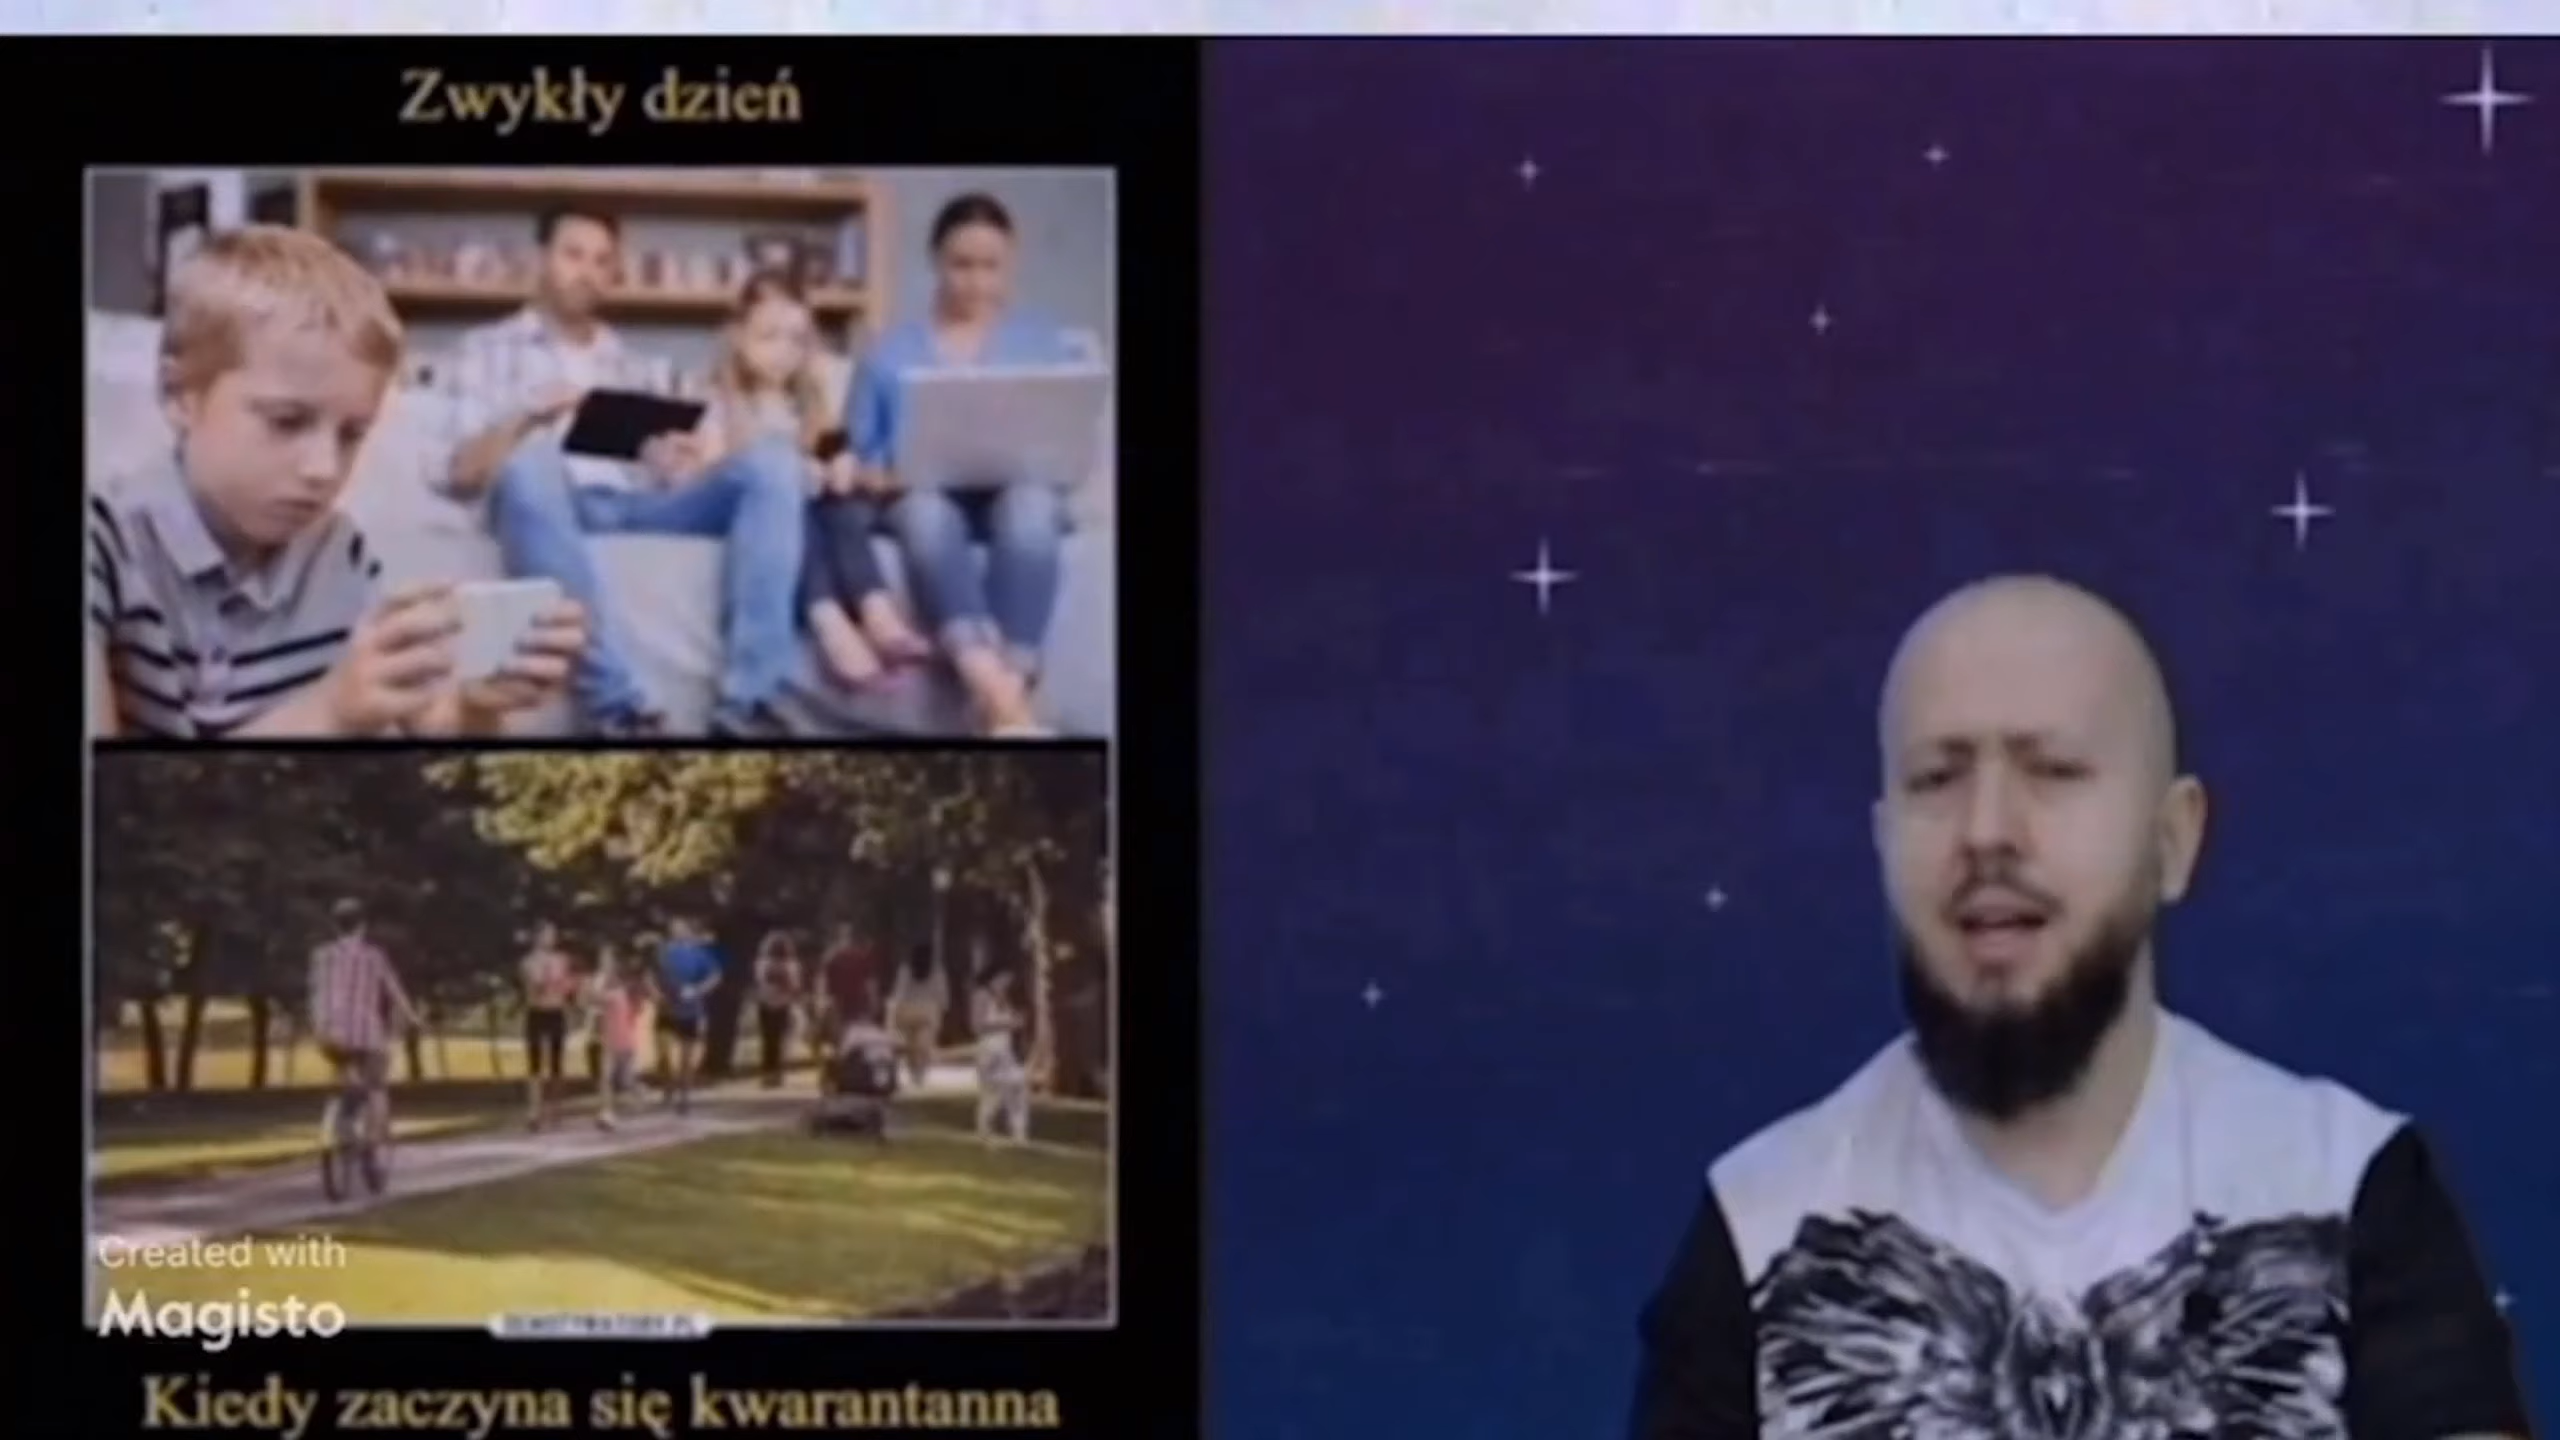 Zwykły dzień
Created with
Magisto
Kiedy zaczyna się kwarantanna